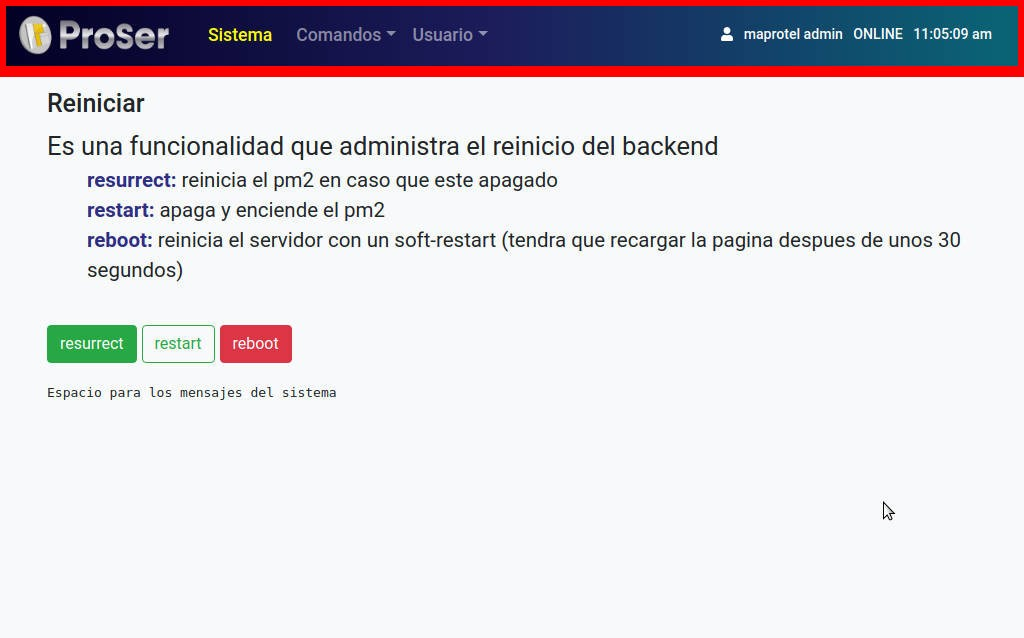 ProSer Sistema Comandos Usuario maprotel admin ONLINE 11:05:09 am
Reiniciar
Es una funcionalidad que administra el reinicio del backend
resurrect: reinicia el pm2 en caso que este apagado
restart: apaga y enciende el pm2
reboot: reinicia el servidor con un soft-restart (tendra que recargar la pagina despues de unos 30
segundos)
resurrect restart reboot
Espacio para los mensajes del sistema